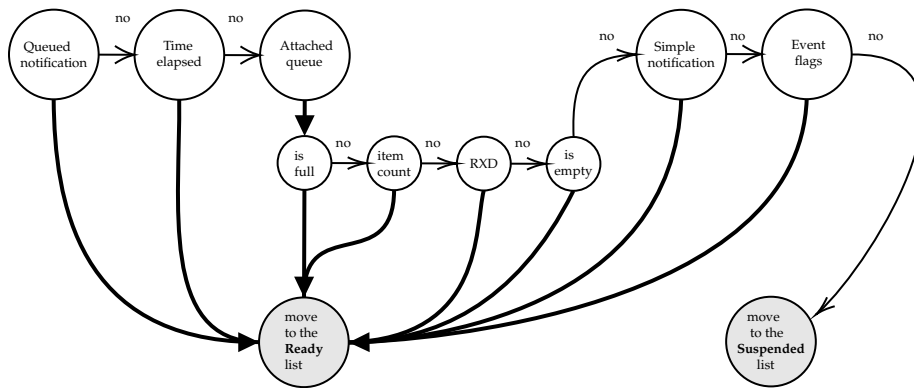 no
no
no
no
no
Queued
notification
Time
elapsed
Attached
queue
Simple
notification
Event
flags
no
no
no
is
full
item
count
RXD
is
empty
move
to the
Ready
list
move
to the
Suspended
list